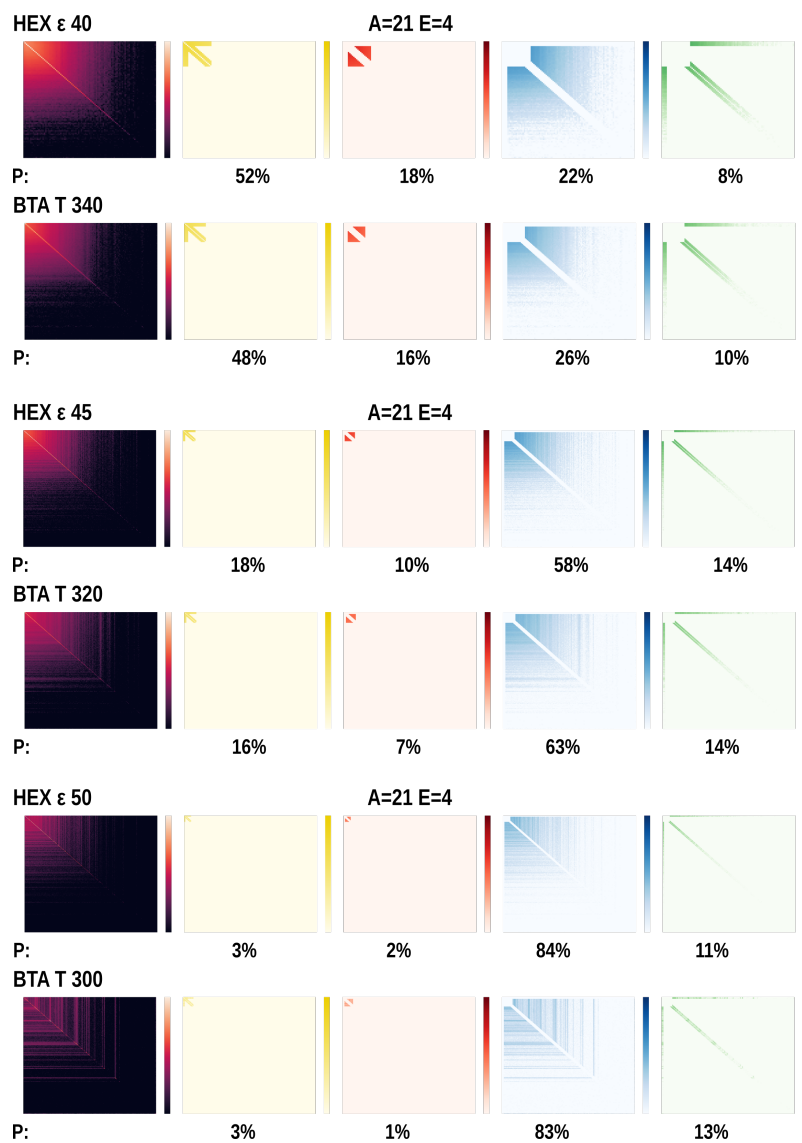 HEX ε 40 A=21 E=4
P: 52% 18% 22% 8%
BTA T 340
P: 48% 16% 26% 10%
HEX ε 45 A=21 E=4
P: 18% 10% 58% 14%
BTA T 320
P: 16% 7% 63% 14%
HEX ε 50 A=21 E=4
P: 3% 2% 84% 11%
BTA T 300
P: 3% 1% 83% 13%